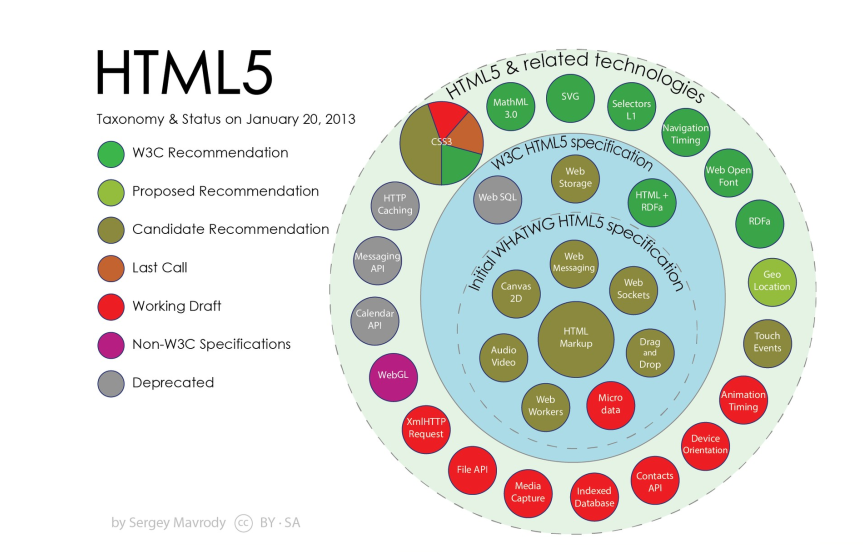 HTML5
Taxonomy & Status on January 20, 2013
W3C Recommendation
Proposed Recommendation
Candidate Recommendation
Last Call
Working Draft
Non-W3C Specifications
Deprecated
by Sergey Mavrody cc BY · SA
HTML5 & related technologies
CSS3
MathML
3.0
SVG
Selectors
L1
Navigation
Timing
Web Open
Font
RDFa
Geo
Location
Touch
Events
Animation
Timing
Device
Orientation
Contacts
API
Indexed
Database
Media
Capture
File API
XmlHTTP
Request
WebGL
Calendar
API
Messaging
API
HTTP
Caching
W3C HTML5 specification
Web SQL
Web
Storage
HTML +
RDFa
Initial WHATWG HTML5 specification
Web
Messaging
Canvas
2D
Web
Sockets
HTML
Markup
Audio
Video
Drag
and
Drop
Web
Workers
Micro
data